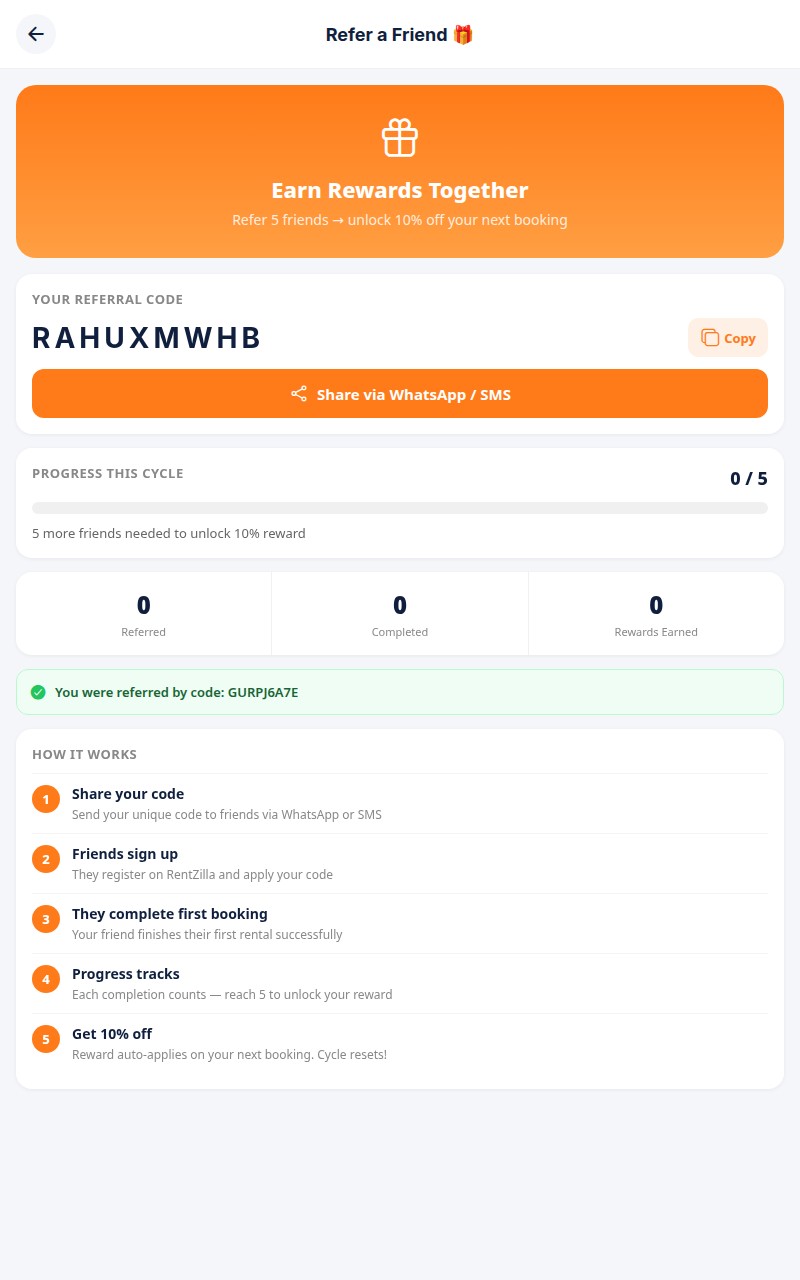 Refer a Friend 🎁
Earn Rewards Together
Refer 5 friends → unlock 10% off your next booking
YOUR REFERRAL CODE
RAHUXMWHB
Copy
Share via WhatsApp / SMS
PROGRESS THIS CYCLE
0 / 5
5 more friends needed to unlock 10% reward
0
Referred
0
Completed
0
Rewards Earned
You were referred by code: GURPJ6A7E
HOW IT WORKS
1
Share your code
Send your unique code to friends via WhatsApp or SMS
2
Friends sign up
They register on RentZilla and apply your code
3
They complete first booking
Your friend finishes their first rental successfully
4
Progress tracks
Each completion counts — reach 5 to unlock your reward
5
Get 10% off
Reward auto-applies on your next booking. Cycle resets!